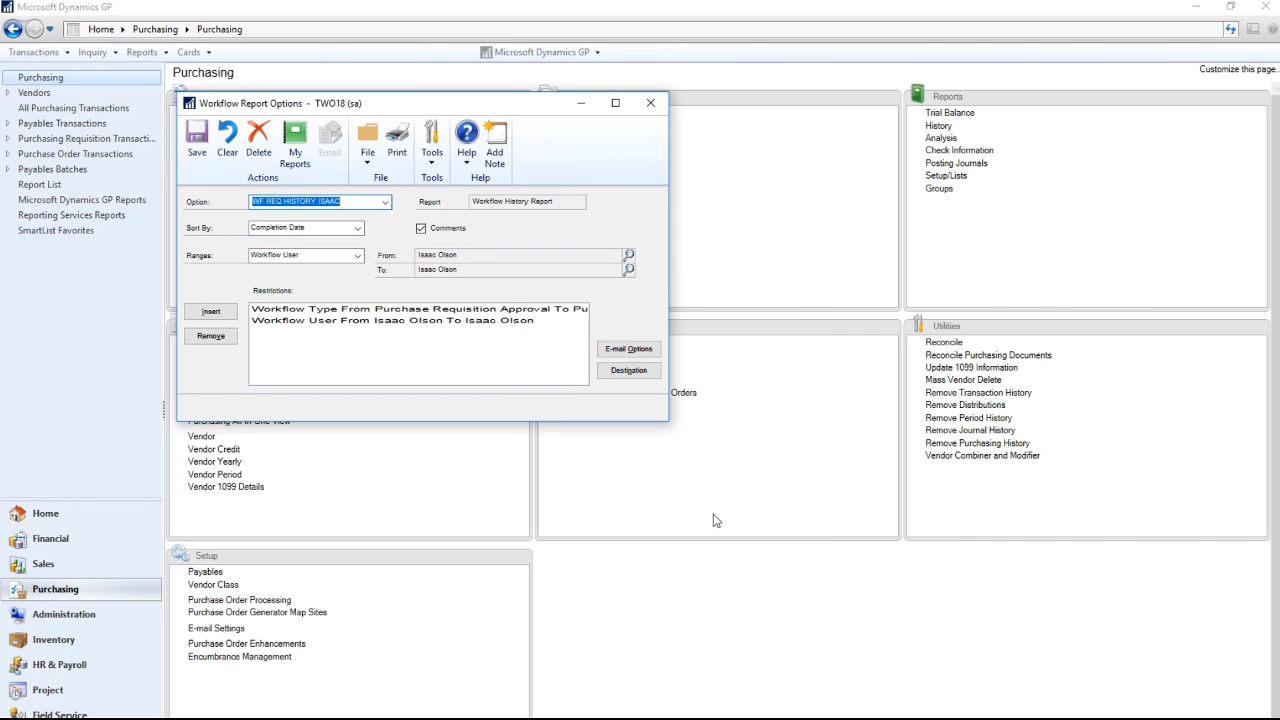 Microsoft Dynamics GP
Home Purchasing Purchasing
Transactions Inquiry Reports Cards
Microsoft Dynamics GP
Customize this page
Purchasing
Vendors
All Purchasing Transactions
Payables Transactions
Purchasing Requisition Transacti...
Purchase Order Transactions
Payables Batches
Report List
Microsoft Dynamics GP Reports
Reporting Services Reports
SmartList Favorites
Home
Financial
Sales
Purchasing
Administration
Inventory
HR & Payroll
Project
Field Service
Purchasing
Workflow Report Options - TWO18 (sa)
Save
Clear
Delete
My Reports
Email
Actions
File
Print
File
Tools
Tools
Help
Add Note
Help
Option: WF REQ HISTORY ISAAC
Report Workflow History Report
Sort By: Completion Date
Comments
Ranges: Workflow User
From: Isaac Olson
To: Isaac Olson
Restrictions:
Insert
Remove
Workflow Type From Purchase Requisition Approval To Pu
Workflow User From Isaac Olson To Isaac Olson
E-mail Options
Destination
Orders
Purchasing All-in-One View
Vendor
Vendor Credit
Vendor Yearly
Vendor Period
Vendor 1099 Details
Setup
Payables
Vendor Class
Purchase Order Processing
Purchase Order Generator Map Sites
E-mail Settings
Purchase Order Enhancements
Encumbrance Management
Reports
Trial Balance
History
Analysis
Check Information
Posting Journals
Setup/Lists
Groups
Utilities
Reconcile
Reconcile Purchasing Documents
Update 1099 Information
Mass Vendor Delete
Remove Transaction History
Remove Distributions
Remove Period History
Remove Journal History
Remove Purchasing History
Vendor Combiner and Modifier